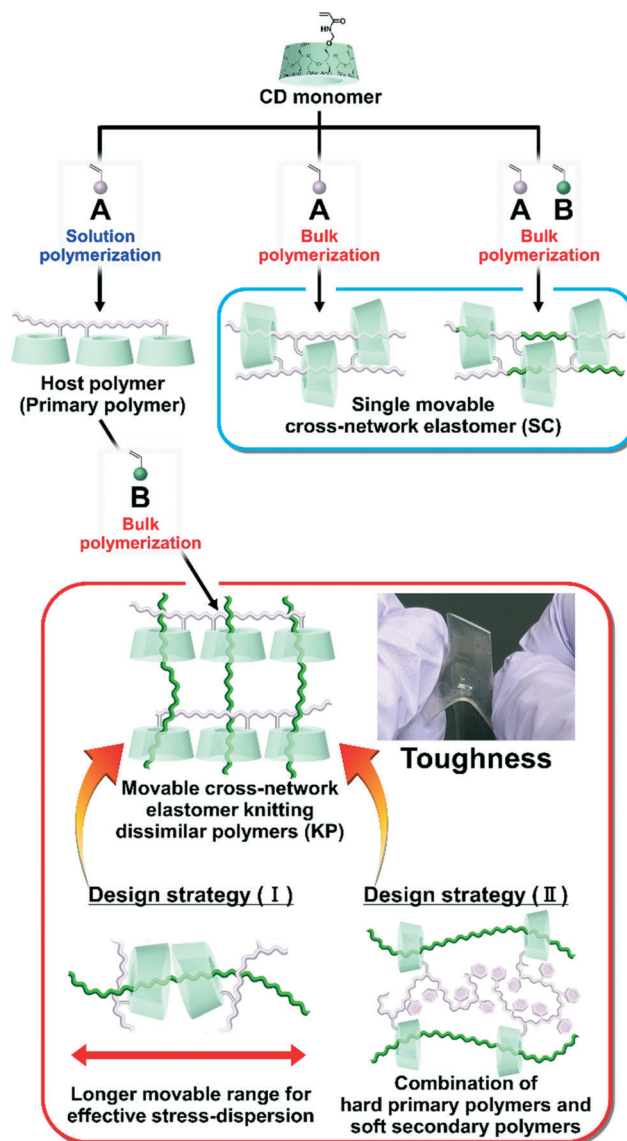 O
HN
O
CD monomer
A
Solution
polymerization
A
Bulk
polymerization
A B
Bulk
polymerization
Host polymer
(Primary polymer)
Single movable
cross-network elastomer (SC)
B
Bulk
polymerization
Movable cross-network
elastomer knitting
dissimilar polymers (KP)
Toughness
Design strategy (Ⅰ)
Longer movable range for
effective stress-dispersion
Design strategy (Ⅱ)
Combination of
hard primary polymers and
soft secondary polymers